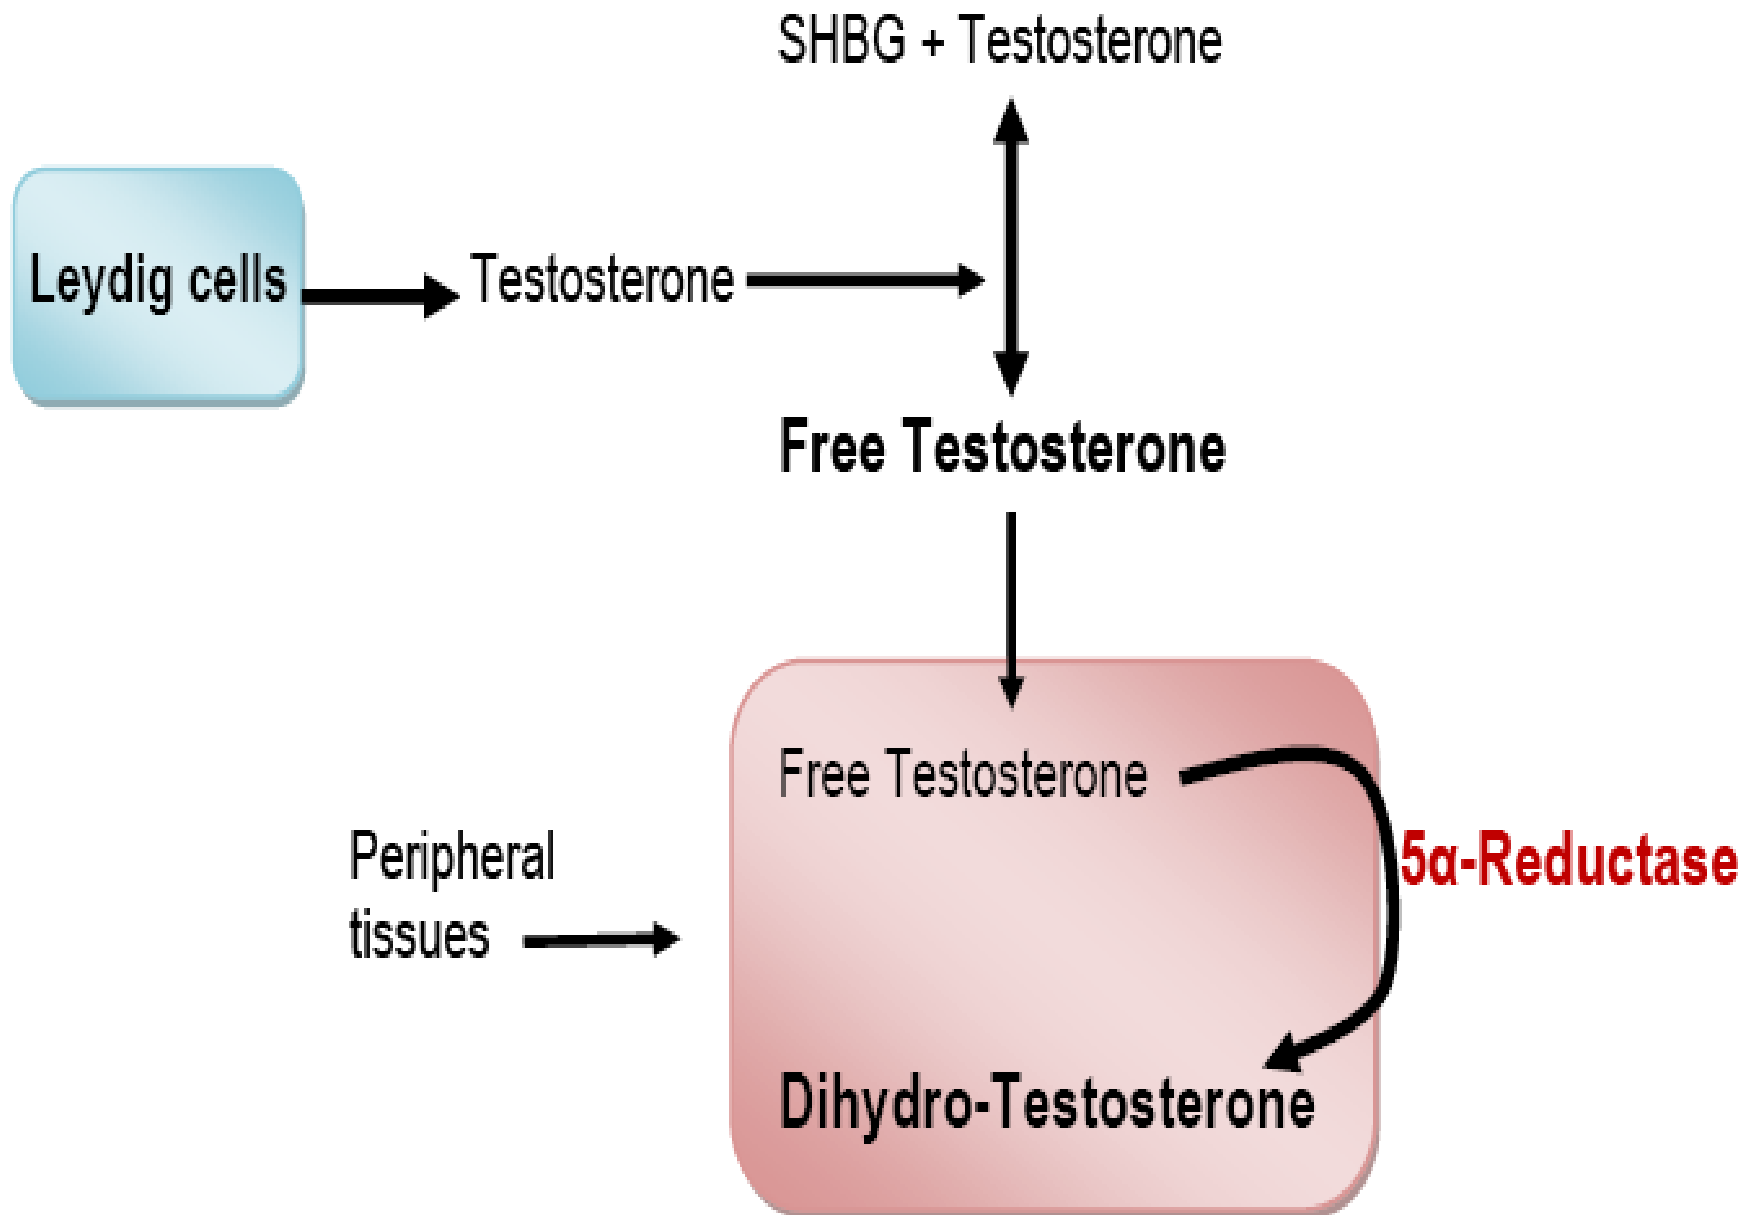 SHBG + Testosterone
Leydig cells
Testosterone
Free Testosterone
Free Testosterone
Peripheral
tissues
5α-Reductase
Dihydro-Testosterone